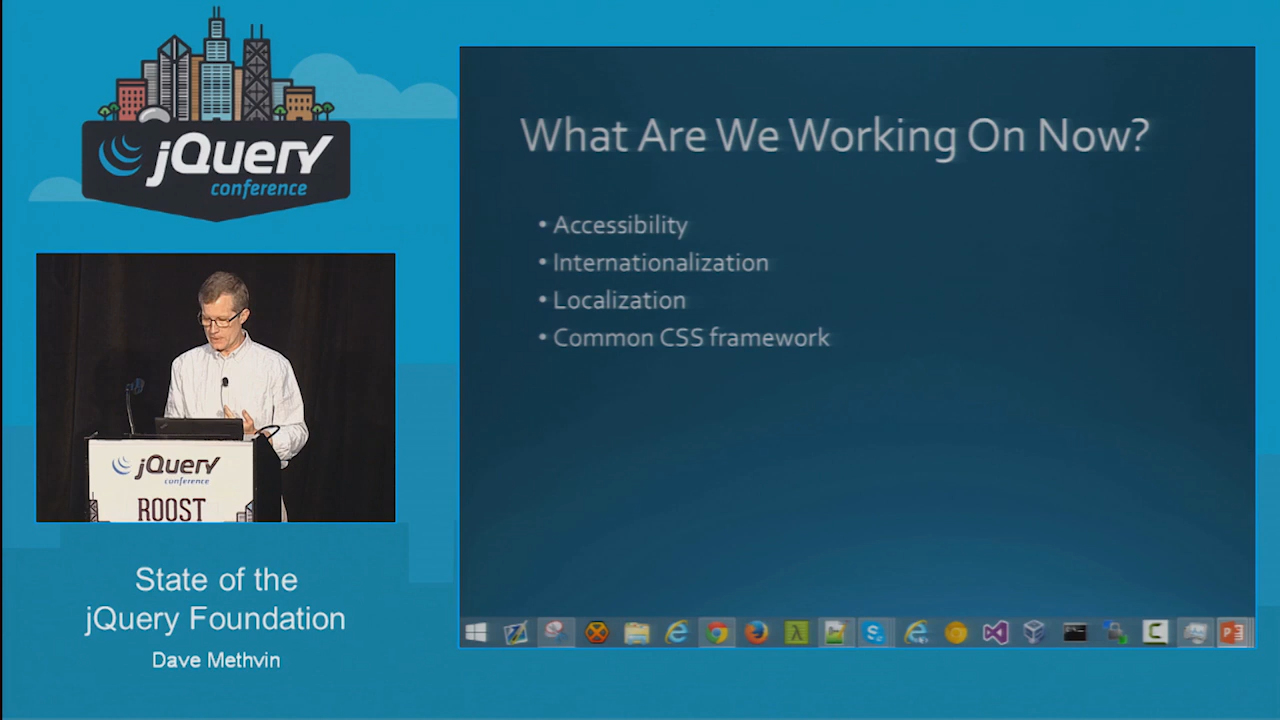 jQuery
conference
What Are We Working On Now?
• Accessibility
• Internationalization
• Localization
• Common CSS framework
jQuery
conference
ROOST
State of the
jQuery Foundation
Dave Methvin